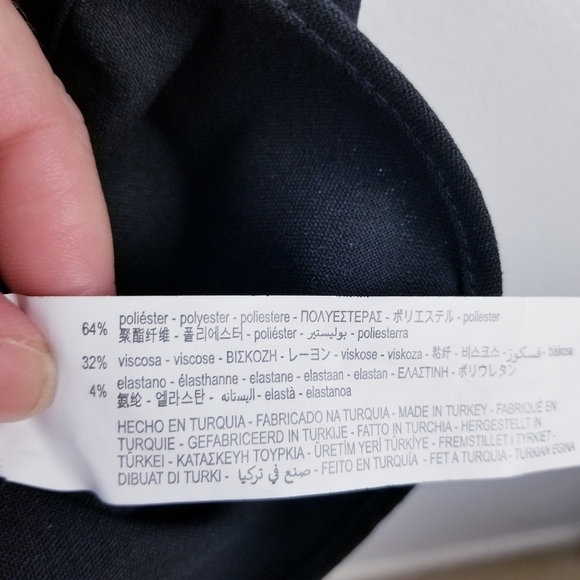 64% poliéster - polyester - poliestere - ΠΟΛΥΕΣΤΕΡΑΣ - ポリエステル - poliester
聚酯纤维 - 폴리에스터 - poliéster - بوليستير - poliesterra
32% viscosa - viscose - ΒΙΣΚΟΖΗ - レーヨン - viskose - viskoza - 粘纤 - 비스코스 - فسكوز - biskosa
4% elastano - élasthanne - elastane - elastaan - elastan - ΕΛΑΣΤΙΝΗ - ポリウレタン
氨纶 - 엘라스탄 - اليستانه - elastà - elastanoa
HECHO EN TURQUIA - FABRICADO NA TURQUIA - MADE IN TURKEY - FABRIQUÉ EN
TURQUIE - GEFABRICEERD IN TURKIJE - FATTO IN TURCHIA - HERGESTELLT IN
TÜRKEI - ΚΑΤΑΣΚΕΥΗ ΤΟΥΡΚΙΑ - ÜRETİM YERİ TÜRKİYE - FREMSTILLET I TYRKIET-
DIBUAT DI TURKI - صنع في تركيا - FEITO EN TURQUÍA - FET A TURQUIA - TURKIAN EGINA